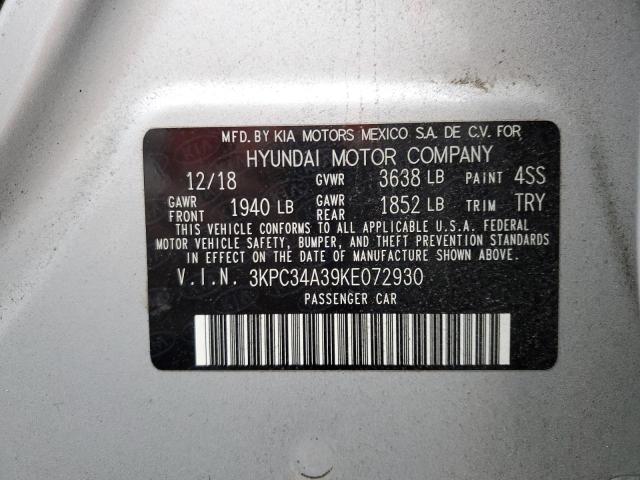 MFD. BY KIA MOTORS MEXICO S.A. DE C.V. FOR
HYUNDAI MOTOR COMPANY
12/18 GVWR 3638 LB PAINT 4SS
GAWR FRONT 1940 LB GAWR REAR 1852 LB TRIM TRY
THIS VEHICLE CONFORMS TO ALL APPLICABLE U.S.A. FEDERAL
MOTOR VEHICLE SAFETY, BUMPER, AND THEFT PREVENTION STANDARDS
IN EFFECT ON THE DATE OF MANUFACTURE SHOWN ABOVE.
V.I.N. 3KPC34A39KE072930
PASSENGER CAR